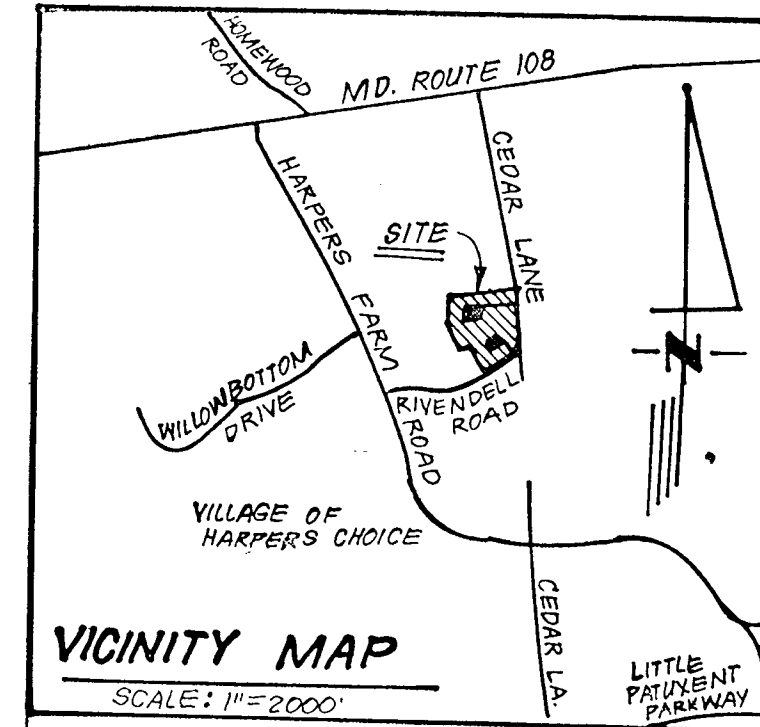 HOMEWOOD
ROAD
MD. ROUTE 108
HARPERS FARM ROAD
CEDAR LANE
SITE
N
WILLOWBOTTOM
DRIVE
RIVENDELL
ROAD
VILLAGE OF
HARPERS CHOICE
CEDAR LA.
VICINITY MAP
SCALE: 1"=2000'
LITTLE
PATUXENT
PARKWAY